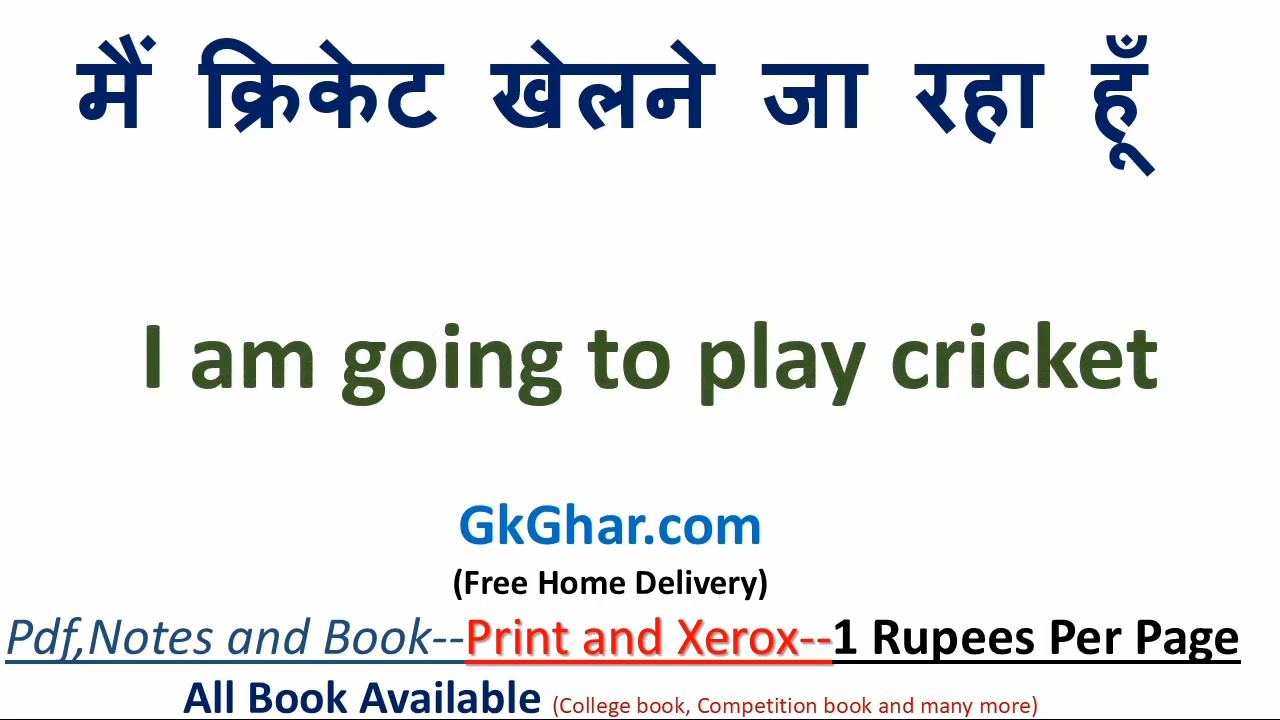 मैं क्रिकेट खेलने जा रहा हूँ
I am going to play cricket
GkGhar.com
(Free Home Delivery)
Pdf,Notes and Book--Print and Xerox--1 Rupees Per Page
All Book Available (College book, Competition book and many more)